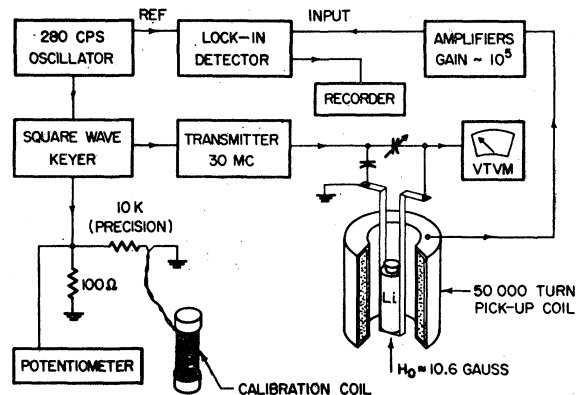 REF
INPUT
280 CPS
OSCILLATOR
LOCK-IN
DETECTOR
AMPLIFIERS
GAIN ~ 10⁵
RECORDER
SQUARE WAVE
KEYER
TRANSMITTER
30 MC
VTVM
10 K
(PRECISION)
100Ω
Li
50 000 TURN
PICK-UP COIL
POTENTIOMETER
H₀≈10.6 GAUSS
CALIBRATION COIL